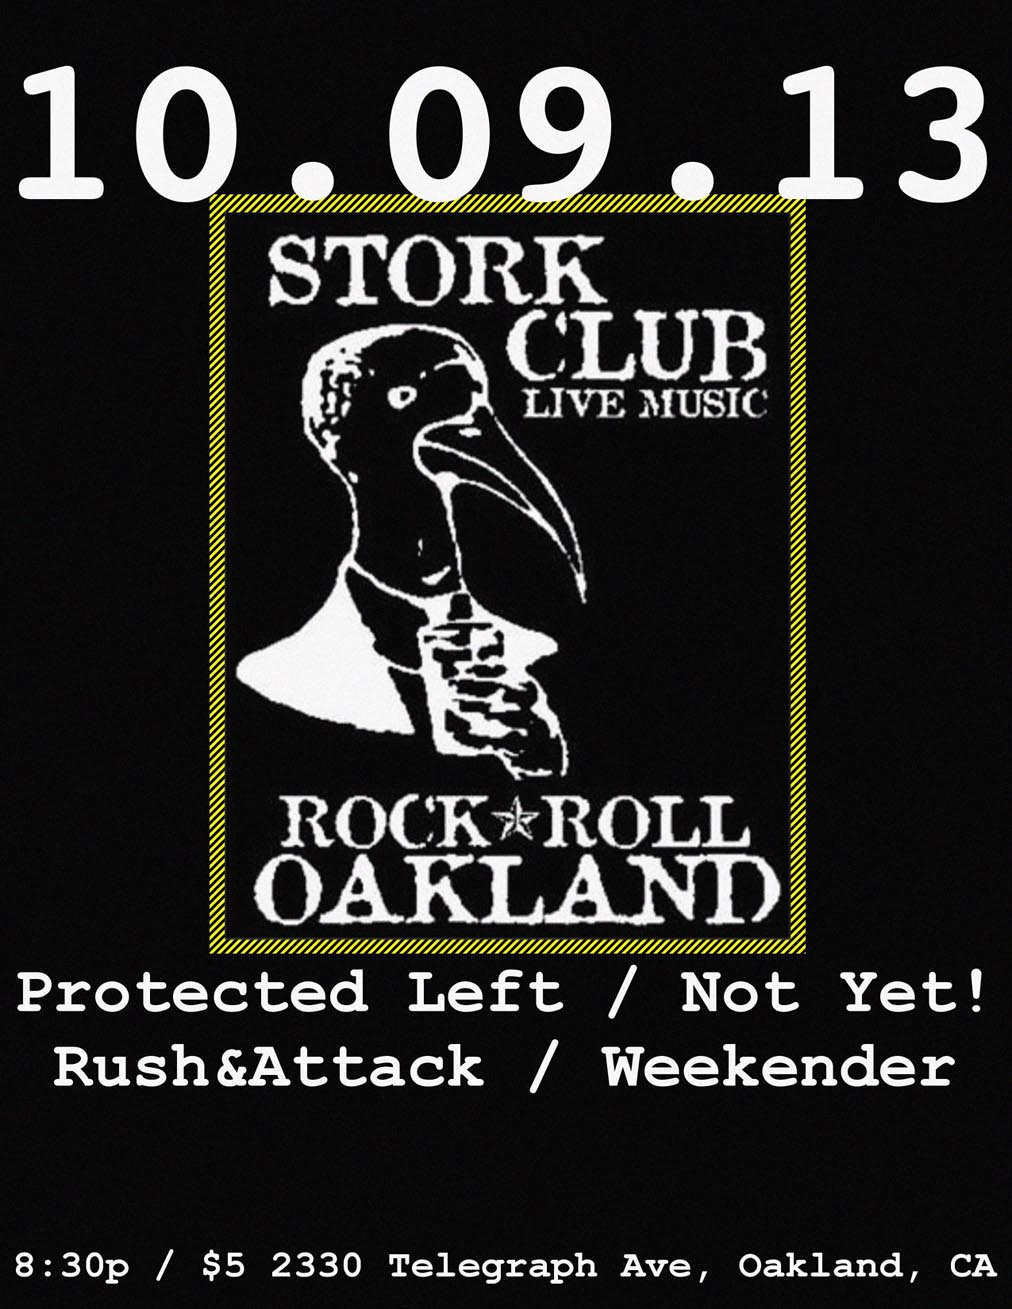 10.09.13
STORK
CLUB
LIVE MUSIC
ROCK★ROLL
OAKLAND
Protected Left / Not Yet!
Rush&Attack / Weekender
8:30p / $5 2330 Telegraph Ave, Oakland, CA